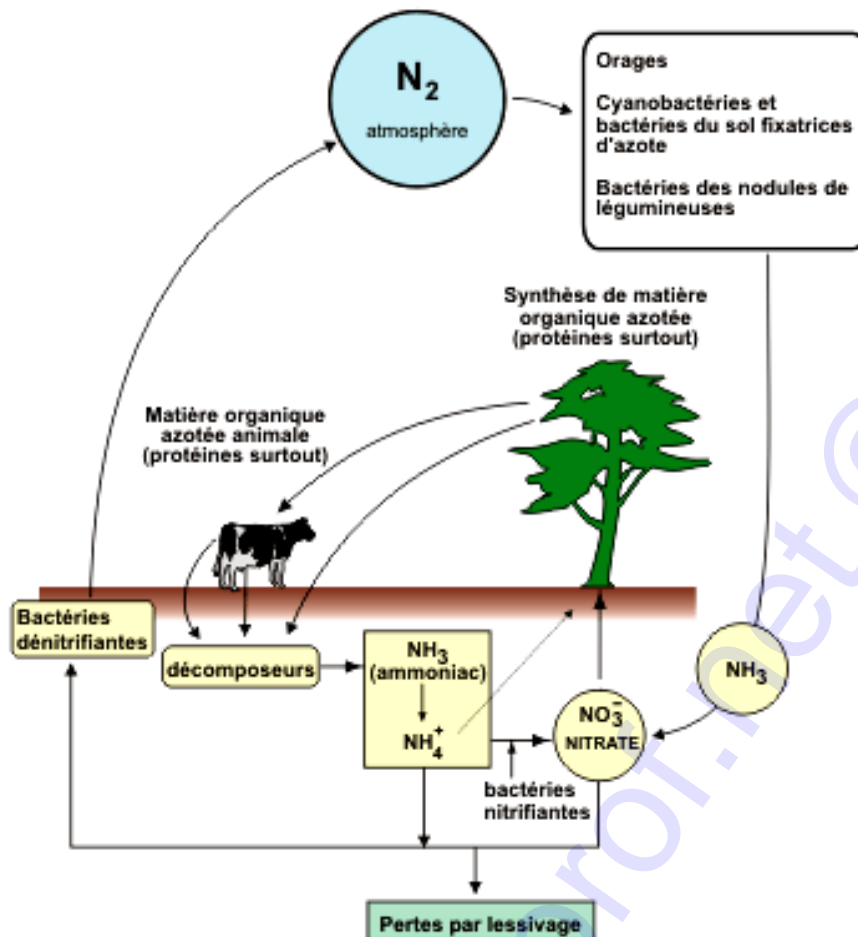 N2
atmosphère
Orages
Cyanobactéries et
bactéries du sol fixatrices
d'azote
Bactéries des nodules de
légumineuses
Synthèse de matière
organique azotée
(protéines surtout)
Matière organique
azotée animale
(protéines surtout)
Bactéries
dénitrifiantes
décomposeurs
NH3
(ammoniac)
NH4+
NO3−
NITRATE
NH3
bactéries
nitrifiantes
Pertes par lessivage
prof.net ©